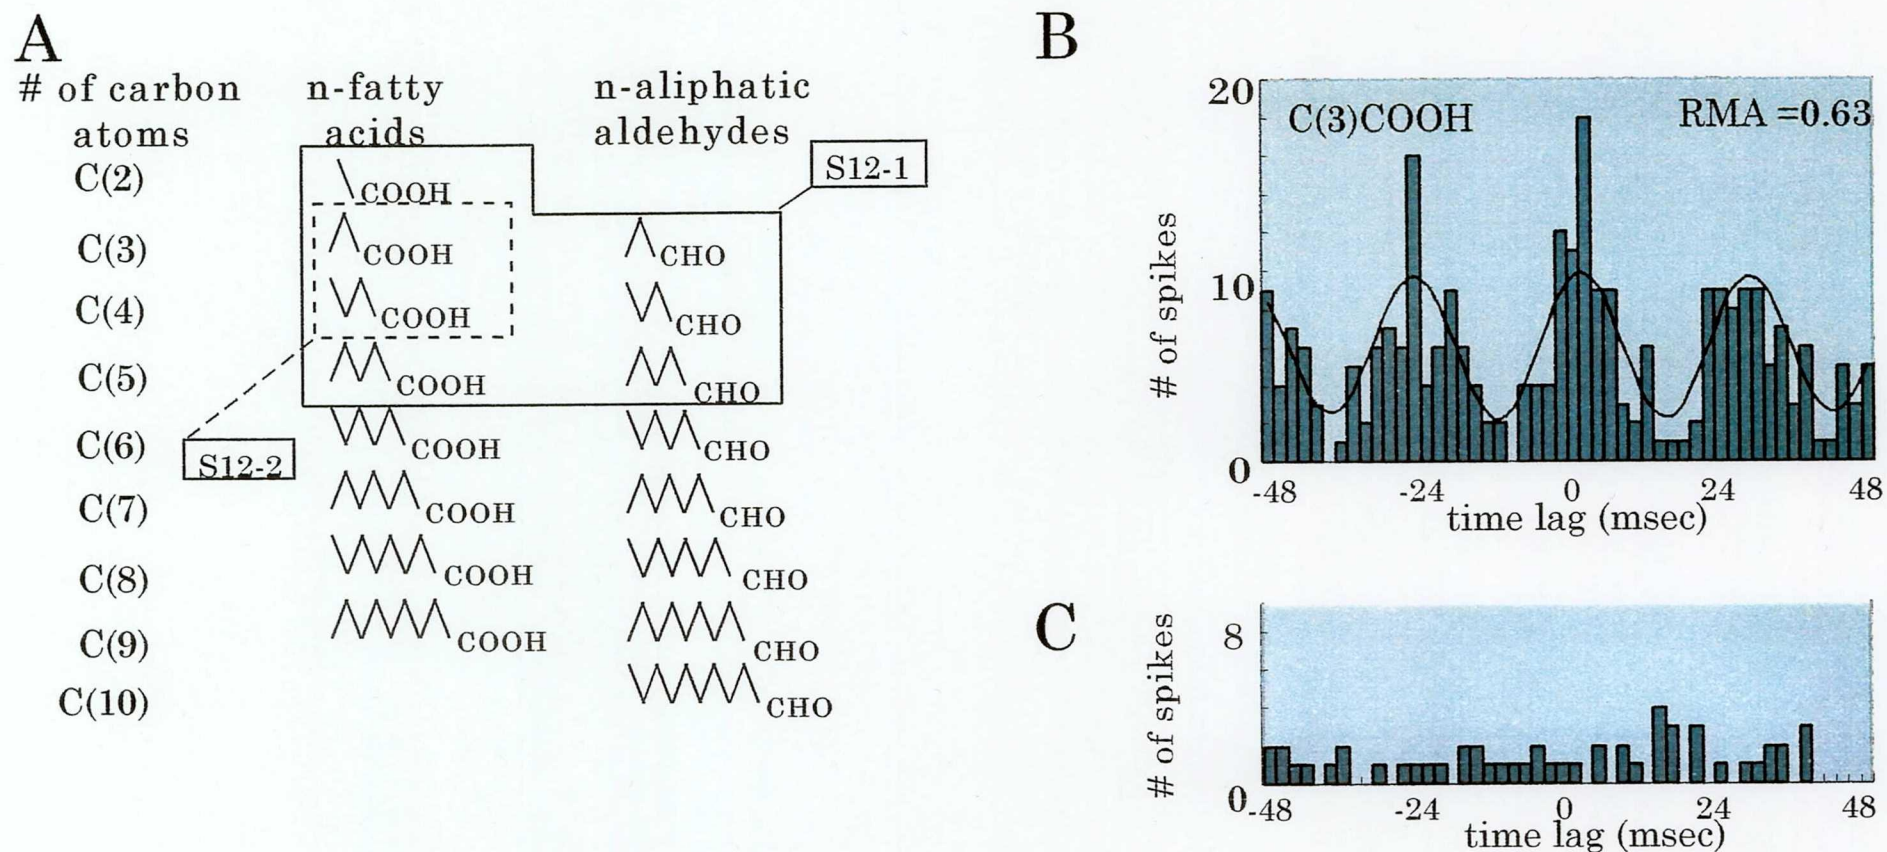 A
# of carbon atoms
n-fatty acids
n-aliphatic aldehydes
S12-1
C(2)
COOH
C(3)
COOH
CHO
C(4)
COOH
CHO
C(5)
COOH
CHO
C(6)
COOH
CHO
S12-2
C(7)
COOH
CHO
C(8)
COOH
CHO
C(9)
COOH
CHO
C(10)
CHO
B
C(3)COOH RMA =0.63
# of spikes
20
10
0
-48 -24 0 24 48
time lag (msec)
C
# of spikes
8
0
-48 -24 0 24 48
time lag (msec)